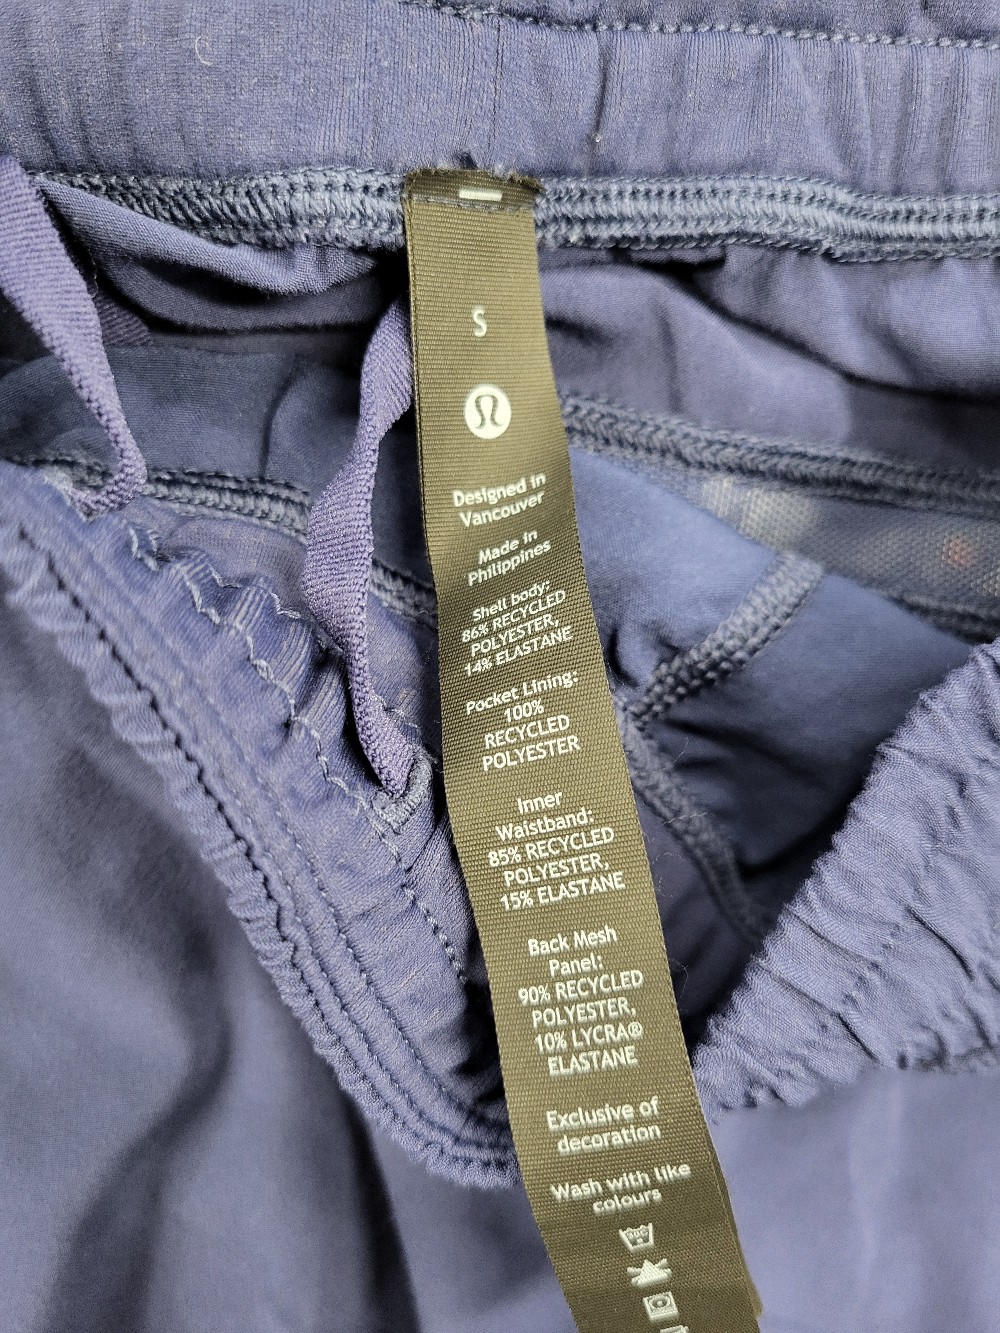 S
Designed in
Vancouver
Made in
Philippines
Shell body:
86% RECYCLED
POLYESTER,
14% ELASTANE
Pocket Lining:
100%
RECYCLED
POLYESTER
Inner
Waistband:
85% RECYCLED
POLYESTER,
15% ELASTANE
Back Mesh
Panel:
90% RECYCLED
POLYESTER,
10% LYCRA®
ELASTANE
Exclusive of
decoration
Wash with like
colours
30C